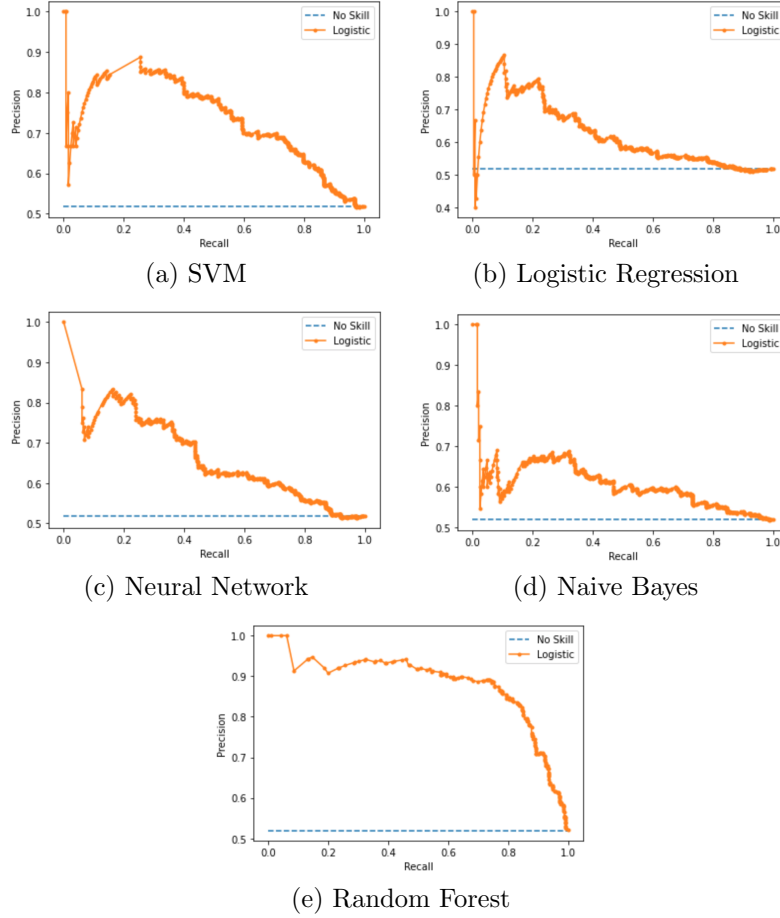 No Skill
Logistic
1.0
0.9
0.8
0.7
0.6
0.5
Precision
0.0 0.2 0.4 0.6 0.8 1.0
Recall
(a) SVM
No Skill
Logistic
1.0
0.9
0.8
0.7
0.6
0.5
0.4
Precision
0.0 0.2 0.4 0.6 0.8 1.0
Recall
(b) Logistic Regression
No Skill
Logistic
1.0
0.9
0.8
0.7
0.6
0.5
Precision
0.0 0.2 0.4 0.6 0.8 1.0
Recall
(c) Neural Network
No Skill
Logistic
1.0
0.9
0.8
0.7
0.6
0.5
Precision
0.0 0.2 0.4 0.6 0.8 1.0
Recall
(d) Naive Bayes
No Skill
Logistic
1.0
0.9
0.8
0.7
0.6
0.5
Precision
0.0 0.2 0.4 0.6 0.8 1.0
Recall
(e) Random Forest